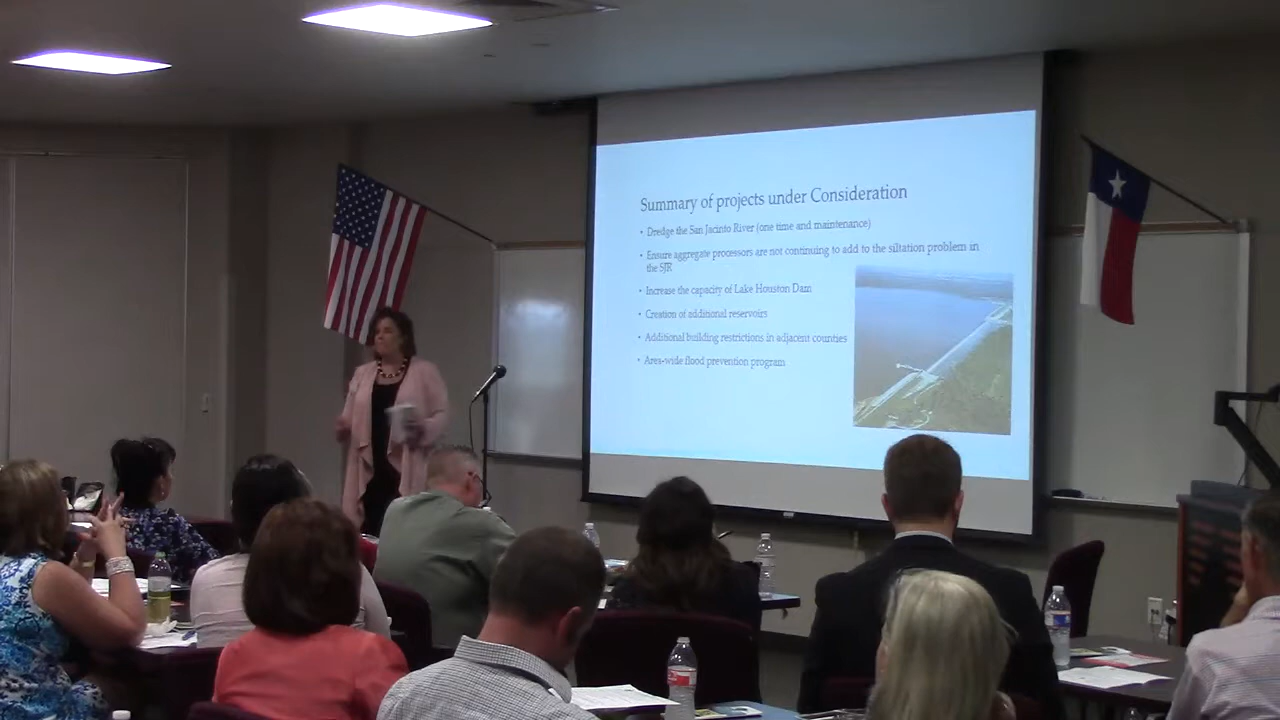 Summary of projects under Consideration
• Dredge the San Jacinto River (one time and maintenance)
• Ensure aggregate processors are not continuing to add to the siltation problem in
the SJR
• Increase the capacity of Lake Houston Dam
• Creation of additional reservoirs
• Additional building restrictions in adjacent counties
• Area-wide flood prevention program